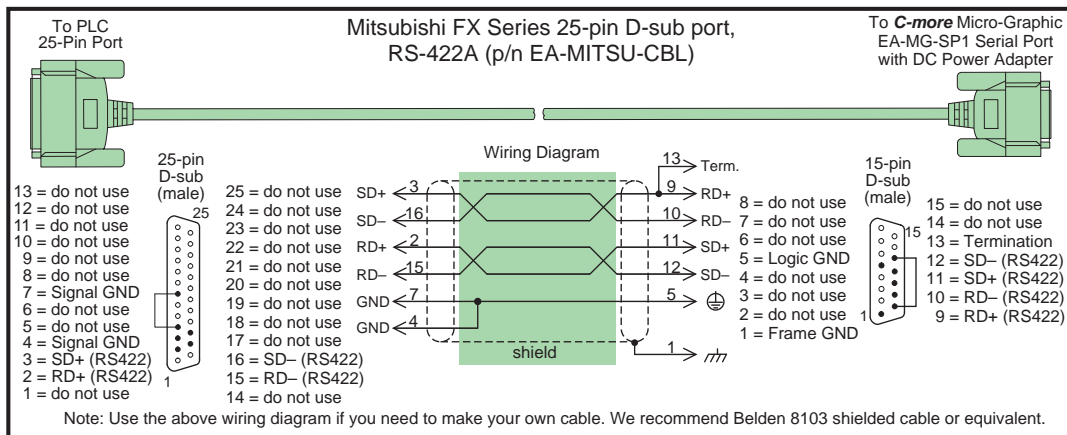 To PLC
25-Pin Port
Mitsubishi FX Series 25-pin D-sub port,
RS-422A (p/n EA-MITSU-CBL)
To C-more Micro-Graphic
EA-MG-SP1 Serial Port
with DC Power Adapter
25-pin
D-sub
(male)
13 = do not use
12 = do not use
11 = do not use
10 = do not use
9 = do not use
8 = do not use
7 = Signal GND
6 = do not use
5 = do not use
4 = Signal GND
3 = SD+ (RS422)
2 = RD+ (RS422)
1 = do not use
25
1
25 = do not use
24 = do not use
23 = do not use
22 = do not use
21 = do not use
20 = do not use
19 = do not use
18 = do not use
17 = do not use
16 = SD– (RS422)
15 = RD– (RS422)
14 = do not use
Wiring Diagram
13 Term.
SD+ 3 9 RD+
SD– 16 10 RD–
RD+ 2 11 SD+
RD– 15 12 SD–
GND 7 5
GND 4
shield
1
8 = do not use
7 = do not use
6 = do not use
5 = Logic GND
4 = do not use
3 = do not use
2 = do not use
1 = Frame GND
15-pin
D-sub
(male)
15
1
15 = do not use
14 = do not use
13 = Termination
12 = SD– (RS422)
11 = SD+ (RS422)
10 = RD– (RS422)
9 = RD+ (RS422)
Note: Use the above wiring diagram if you need to make your own cable. We recommend Belden 8103 shielded cable or equivalent.